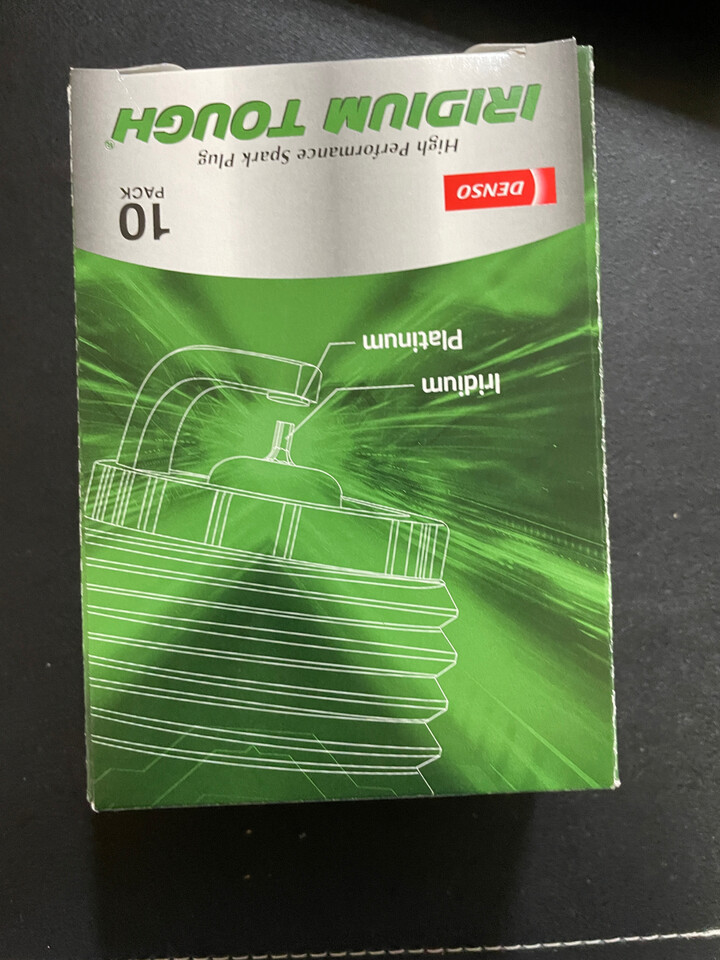 Iridium
Platinum
10
PACK
DENSO
High Performance Spark Plug
IRIDIUM TOUGH®